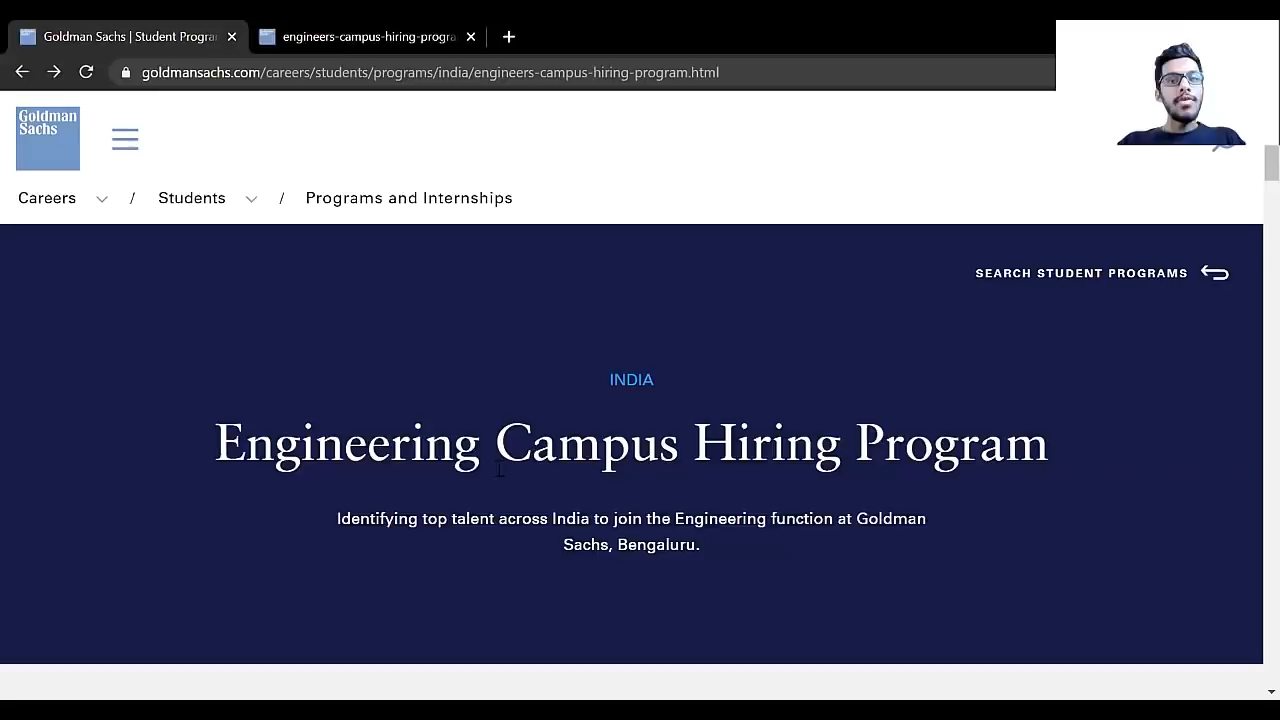 Goldman Sachs | Student Progra
engineers-campus-hiring-progra
goldmansachs.com/careers/students/programs/india/engineers-campus-hiring-program.html
Goldman
Sachs
Careers / Students / Programs and Internships
SEARCH STUDENT PROGRAMS
INDIA
Engineering Campus Hiring Program
Identifying top talent across India to join the Engineering function at Goldman
Sachs, Bengaluru.